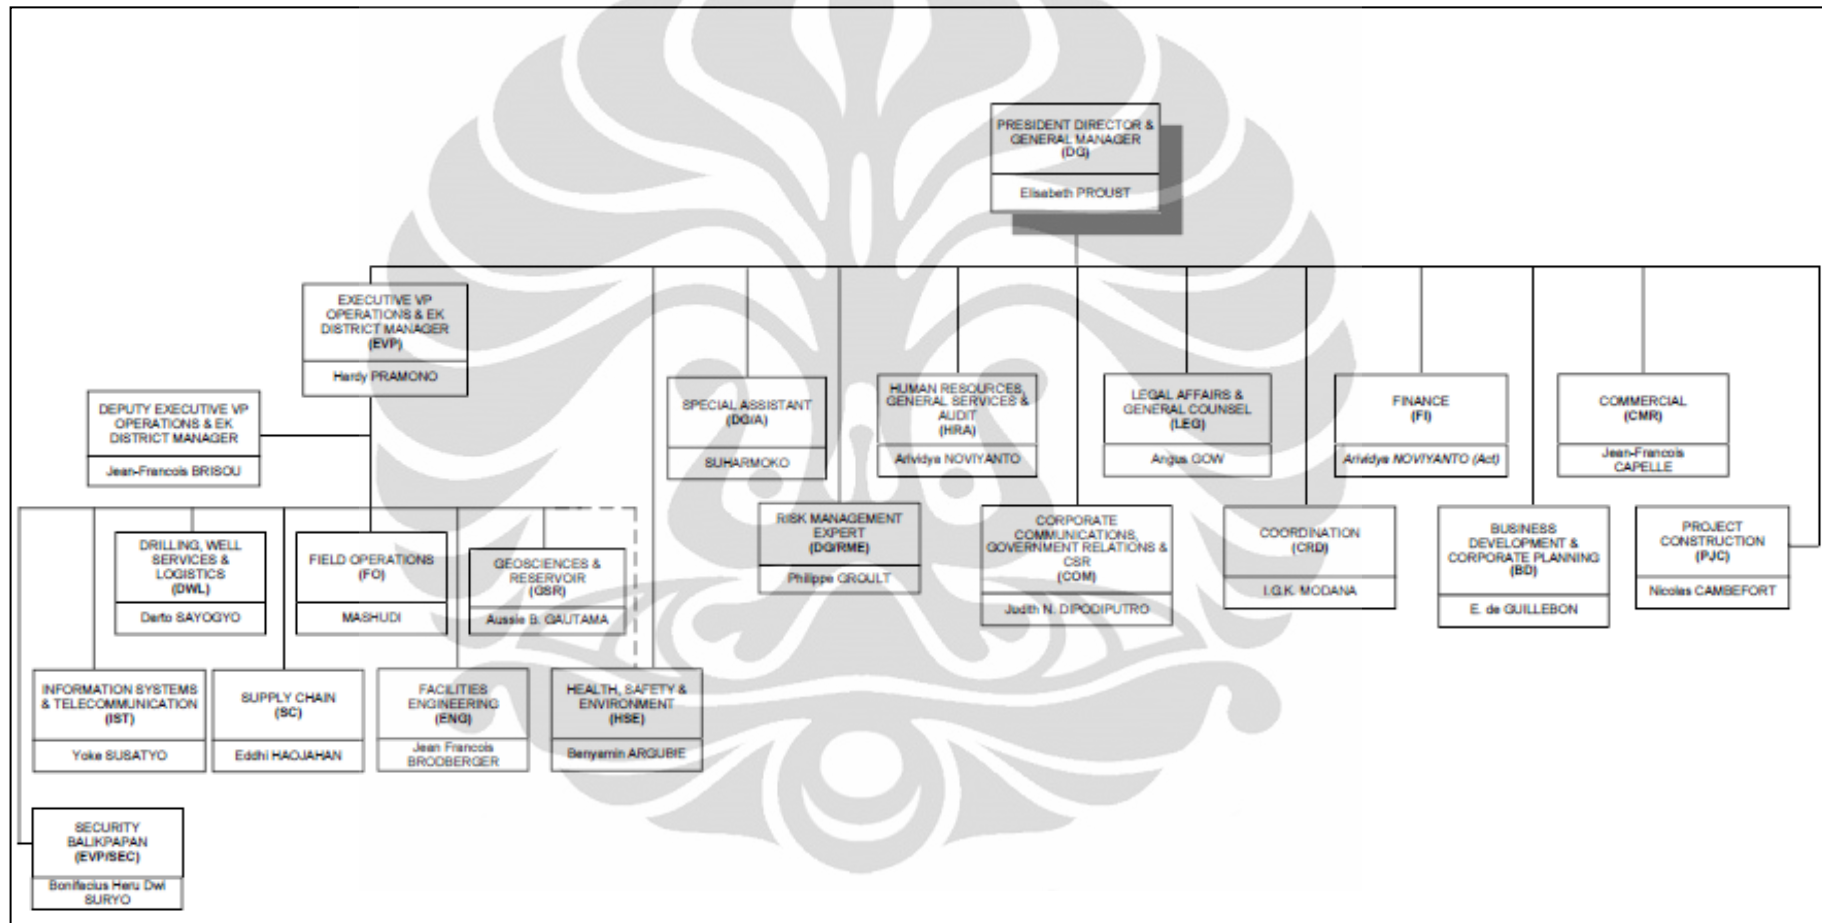 PRESIDENT DIRECTOR &
GENERAL MANAGER
(DG)
Elisabeth PROUST
EXECUTIVE VP
OPERATIONS & EK
DISTRICT MANAGER
(EVP)
Hardy PRAMONO
DEPUTY EXECUTIVE VP
OPERATIONS & EK
DISTRICT MANAGER
Jean-Francois BRISOU
SPECIAL ASSISTANT
(DG/A)
SUHARMOKO
HUMAN RESOURCES,
GENERAL SERVICES &
AUDIT
(HRA)
Arividya NOVIYANTO
LEGAL AFFAIRS &
GENERAL COUNSEL
(LEG)
Angus GOW
FINANCE
(FI)
Arividya NOVIYANTO (Act)
COMMERCIAL
(CMR)
Jean-Francois
CAPELLE
RISK MANAGEMENT
EXPERT
(DG/RME)
Philippe GROULT
CORPORATE
COMMUNICATIONS,
GOVERNMENT RELATIONS &
CSR
(COM)
Judith N. DIPODIPUTRO
COORDINATION
(CRD)
I.G.K. MODANA
BUSINESS
DEVELOPMENT &
CORPORATE PLANNING
(BD)
E. de GUILLEBON
PROJECT
CONSTRUCTION
(PJC)
Nicolas CAMBEFORT
DRILLING, WELL
SERVICES &
LOGISTICS
(DWL)
Darto SAYOGYO
FIELD OPERATIONS
(FO)
MASHUDI
GEOSCIENCES &
RESERVOIR
(GSR)
Aussie B. GAUTAMA
INFORMATION SYSTEMS
& TELECOMMUNICATION
(IST)
Yoke SUSATYO
SUPPLY CHAIN
(SC)
Eddhi HAOJAHAN
FACILITIES
ENGINEERING
(ENG)
Jean Francois
BRODBERGER
HEALTH, SAFETY &
ENVIRONMENT
(HSE)
Benyamin ARGUBIE
SECURITY
BALIKPAPAN
(EVP/SEC)
Bonifacius Heru Dwi
SURYO